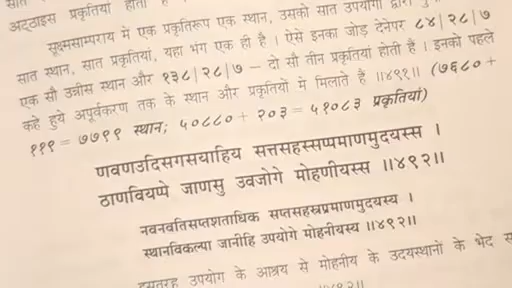 अट्ठाइस प्रकृतियां होती हैं
सूक्ष्मसाम्पराय में एक प्रकृतिरूप एक स्थान, उसको सात उपयोगों द्वारा
सात स्थान, सात प्रकृतियां, यहा भंग एक ही है । ऐसे इनका जोड़ देनेपर ८४/२८/७
एक सौ उन्नीस स्थान और १३८/२८/७ – दो सौ तीन प्रकृतियां होती हैं । इनको पहले
कहे हुये अपूर्वकरण तक के स्थान और प्रकृतियों में मिलाते हैं ॥४९१॥ (७६८० +
११९ = ७७९९ स्थान; ५०८८० + २०३ = ५१०८३ प्रकृतियां)
णवणउदिसगसयाहिय सत्तसहस्सप्पमाणमुदयस्स ।
ठाणवियप्पे जाणसु उवजोगे मोहणीयस्स ॥४९२॥
नवनवतिसप्तशताधिक सप्तसहस्रप्रमाणमुदयस्य ।
स्थानविकल्पा जानीहि उपयोगे मोहनीयस्य ॥४९२॥
इसतरह उपयोग के आश्रय से मोहनीय के उदयस्थानों के भेद